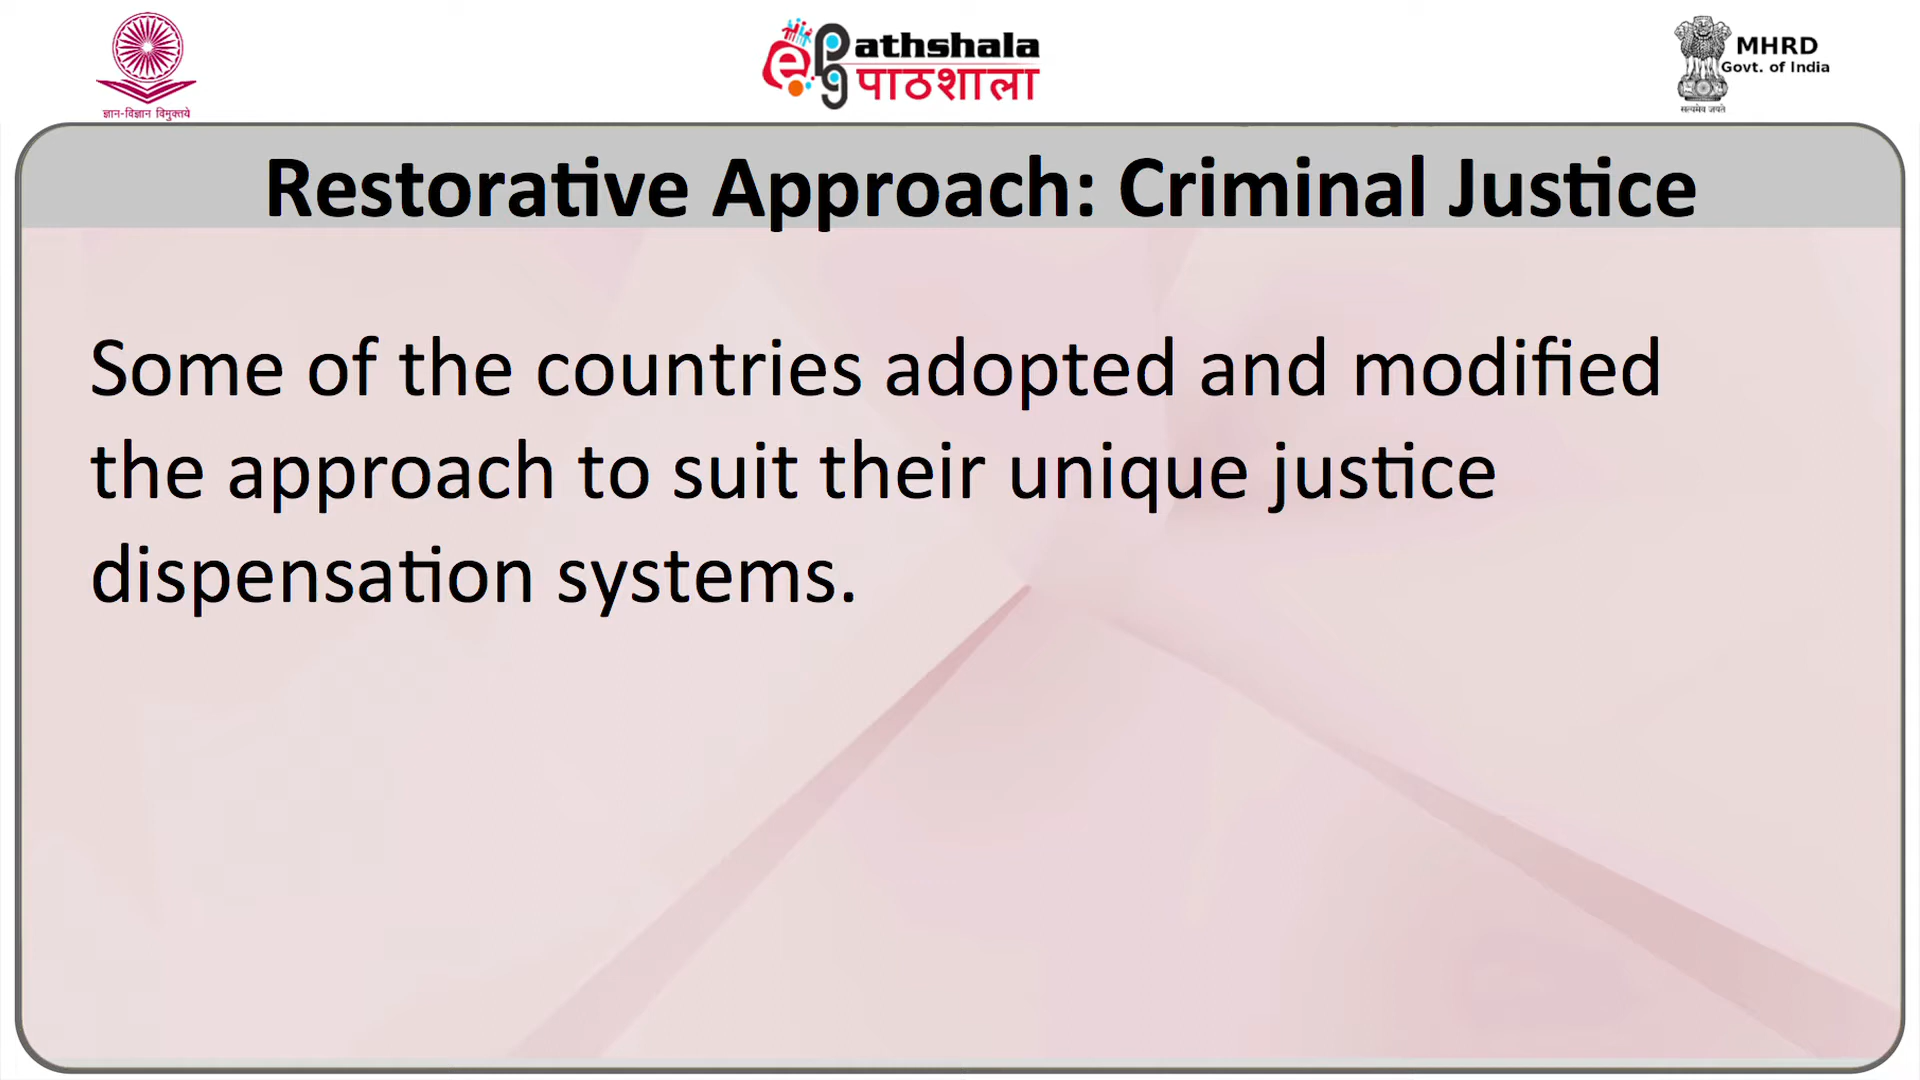 ज्ञान-विज्ञान विमुक्तये
e pg Pathshala
पाठशाला
MHRD
Govt. of India
सत्यमेव जयते
Restorative Approach: Criminal Justice
Some of the countries adopted and modified
the approach to suit their unique justice
dispensation systems.